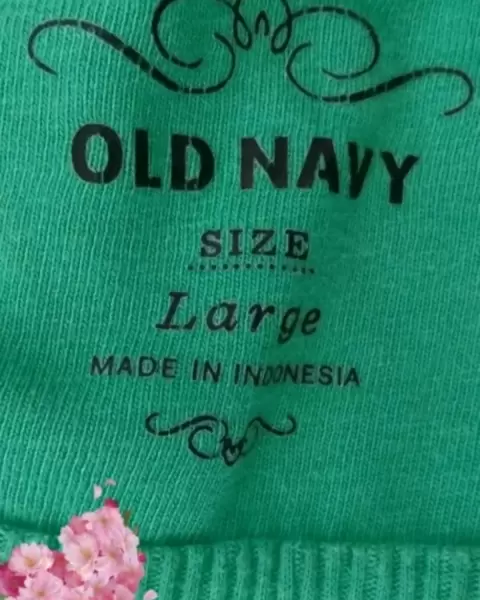 OLD NAVY
SIZE
Large
MADE IN INDONESIA